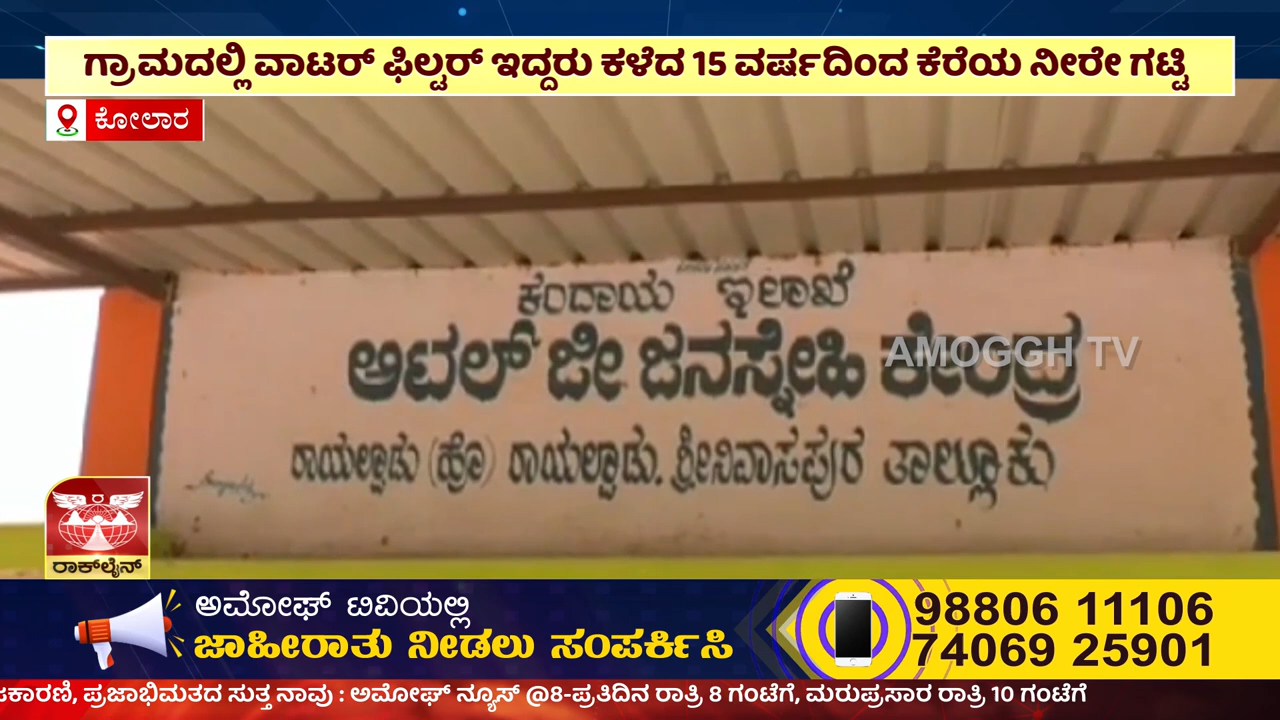 ಗ್ರಾಮದಲ್ಲಿ ವಾಟರ್ ಫಿಲ್ಟರ್ ಇದ್ದರು ಕಳೆದ 15 ವರ್ಷದಿಂದ ಕೆರೆಯ ನೀರೇ ಗಟ್ಟಿ
ಕೋಲಾರ
ಕಂದಾಯ ಇಲಾಖೆ
ಅಟಲ್ ಜೀ ಜನಸ್ನೇಹಿ ಕೇಂದ್ರ
AMOGGH TV
ರಾಯಲ್ಪಾಡು (ಹೊ) ರಾಯಲ್ಪಾಡು. ಶ್ರೀನಿವಾಸಪುರ ತಾಲ್ಲೂಕು
ರಾಕ್‌ಲೈನ್
ಅಮೋಘ್ ಟಿವಿಯಲ್ಲಿ
ಜಾಹೀರಾತು ನೀಡಲು ಸಂಪರ್ಕಿಸಿ
98806 11106
74069 25901
ಪ್ರಜಾಭಿಮತದ ಸುತ್ತ ನಾವು : ಅಮೋಘ್ ನ್ಯೂಸ್ @8-ಪ್ರತಿದಿನ ರಾತ್ರಿ 8 ಗಂಟೆಗೆ, ಮರುಪ್ರಸಾರ ರಾತ್ರಿ 10 ಗಂಟೆಗೆ